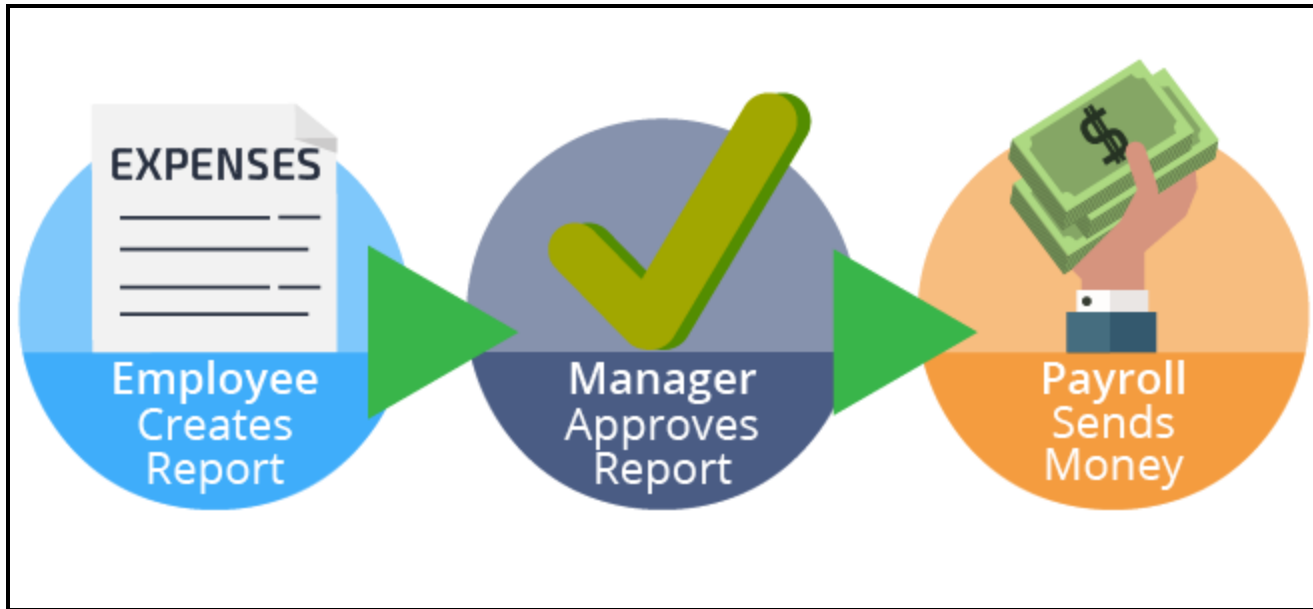 EXPENSES
Employee
Creates
Report
Manager
Approves
Report
$
Payroll
Sends
Money